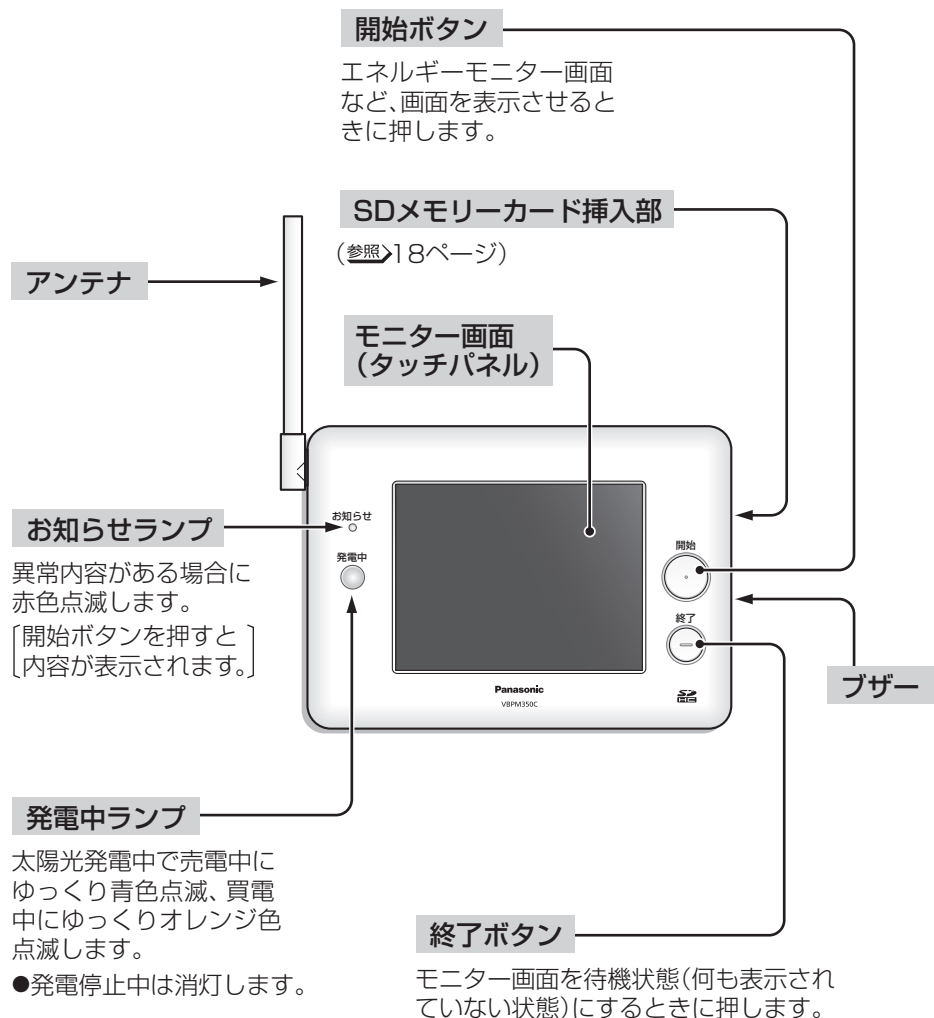 開始ボタン
エネルギーモニター画面
など、画面を表示させると
きに押します。
SDメモリーカード挿入部
(参照 18ページ)
アンテナ
モニター画面
(タッチパネル)
お知らせランプ
異常内容がある場合に
赤色点滅します。
[開始ボタンを押すと
内容が表示されます。]
お知らせ
発電中
開始
終了
Panasonic
VBPM350C
SD
HC
ブザー
発電中ランプ
太陽光発電中で売電中に
ゆっくり青色点滅、買電
中にゆっくりオレンジ色
点滅します。
●発電停止中は消灯します。
終了ボタン
モニター画面を待機状態(何も表示され
ていない状態)にするときに押します。